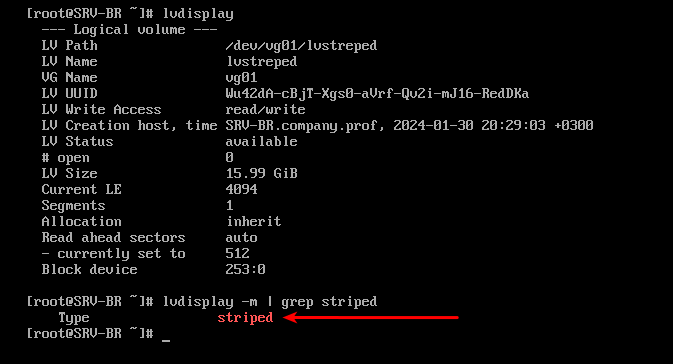 [root@SRV-BR ~]# lvdisplay
--- Logical volume ---
LV Path                /dev/vg01/lvstreped
LV Name                lvstreped
VG Name                vg01
LV UUID                Wu42dA-cBjT-Xgs0-aVrf-Qv2i-mJ16-RedDKa
LV Write Access        read/write
LV Creation host, time SRV-BR.company.prof, 2024-01-30 20:29:03 +0300
LV Status              available
# open                 0
LV Size                15.99 GiB
Current LE             4094
Segments               1
Allocation             inherit
Read ahead sectors     auto
- currently set to     512
Block device           253:0
[root@SRV-BR ~]# lvdisplay -m | grep striped
Type                striped
[root@SRV-BR ~]# _